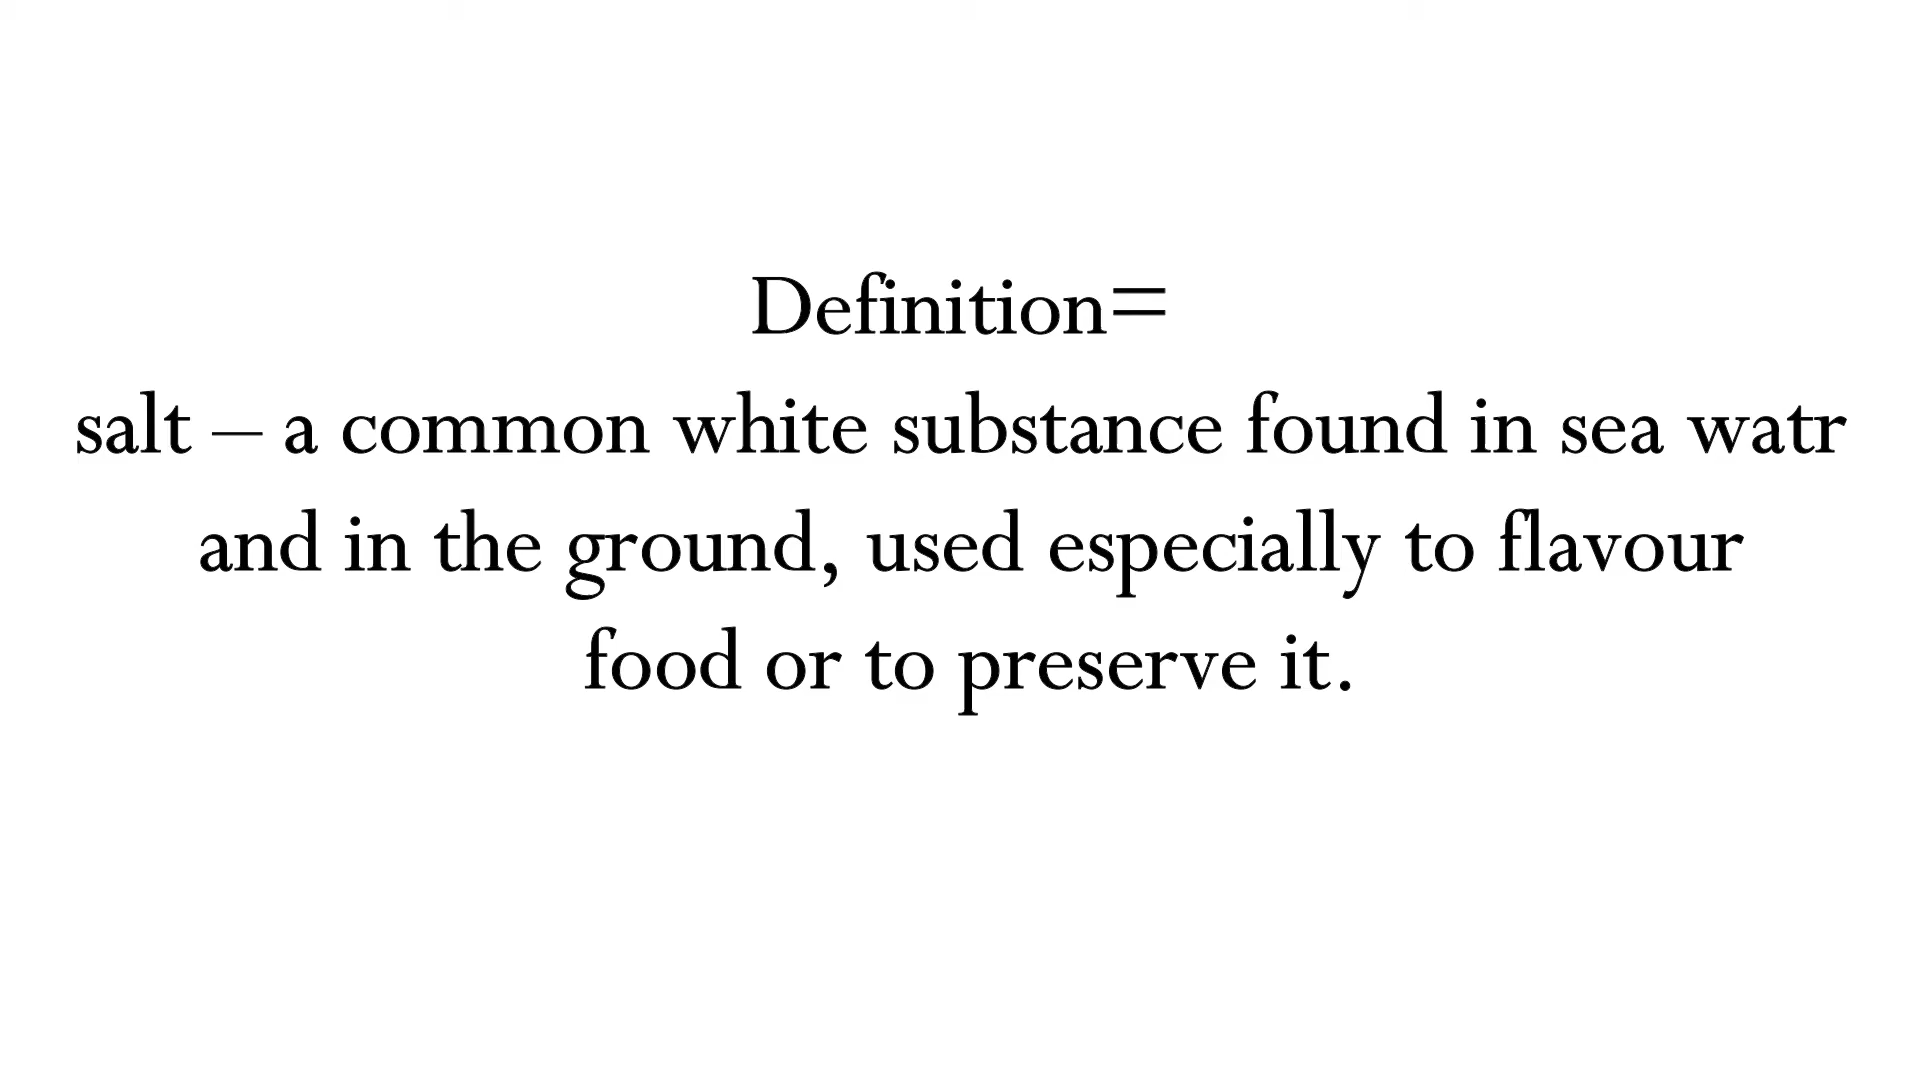 Definition=
salt – a common white substance found in sea watr
and in the ground, used especially to flavour
food or to preserve it.